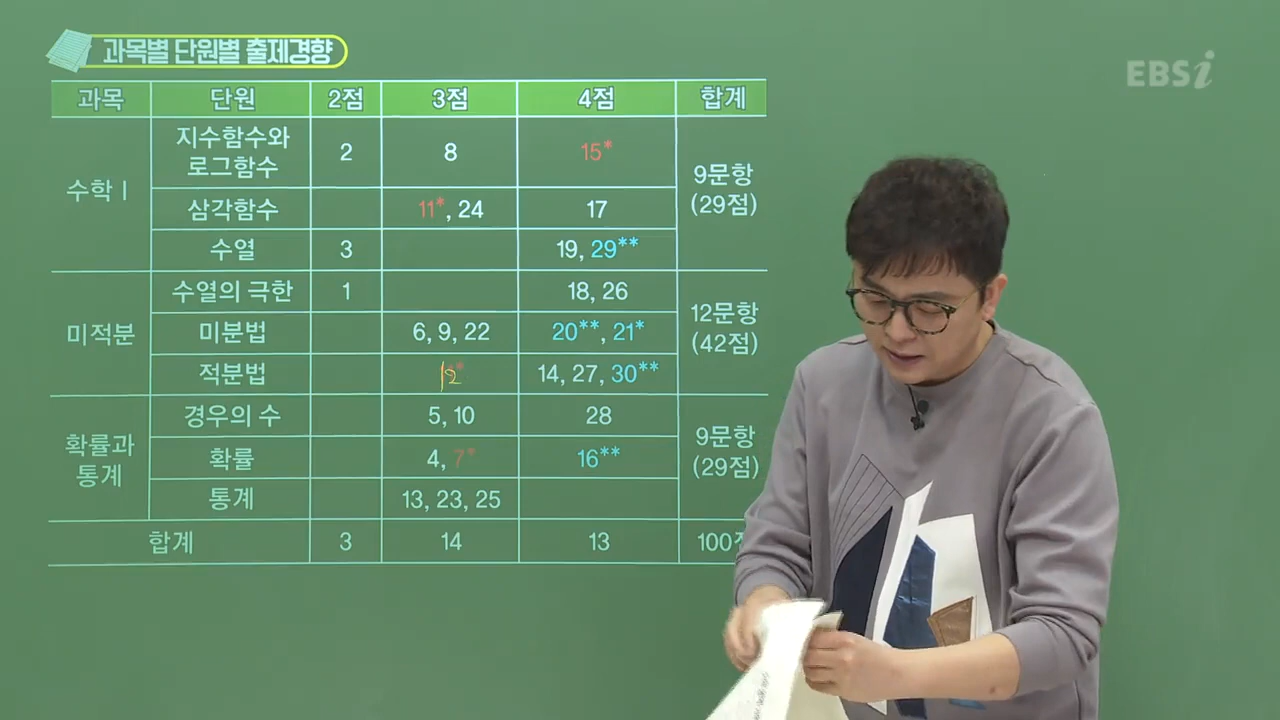 과목별 단원별 출제경향
EBSi
과목 단원 2점 3점 4점 합계
수학Ⅰ 지수함수와 로그함수 2 8 15* 9문항 (29점)
삼각함수 11*, 24 17
수열 3 19, 29**
미적분 수열의 극한 1 18, 26 12문항 (42점)
미분법 6, 9, 22 20**, 21*
적분법 12* 14, 27, 30**
확률과 통계 경우의 수 5, 10 28 9문항 (29점)
확률 4, 7* 16**
통계 13, 23, 25
합계 3 14 13 100점